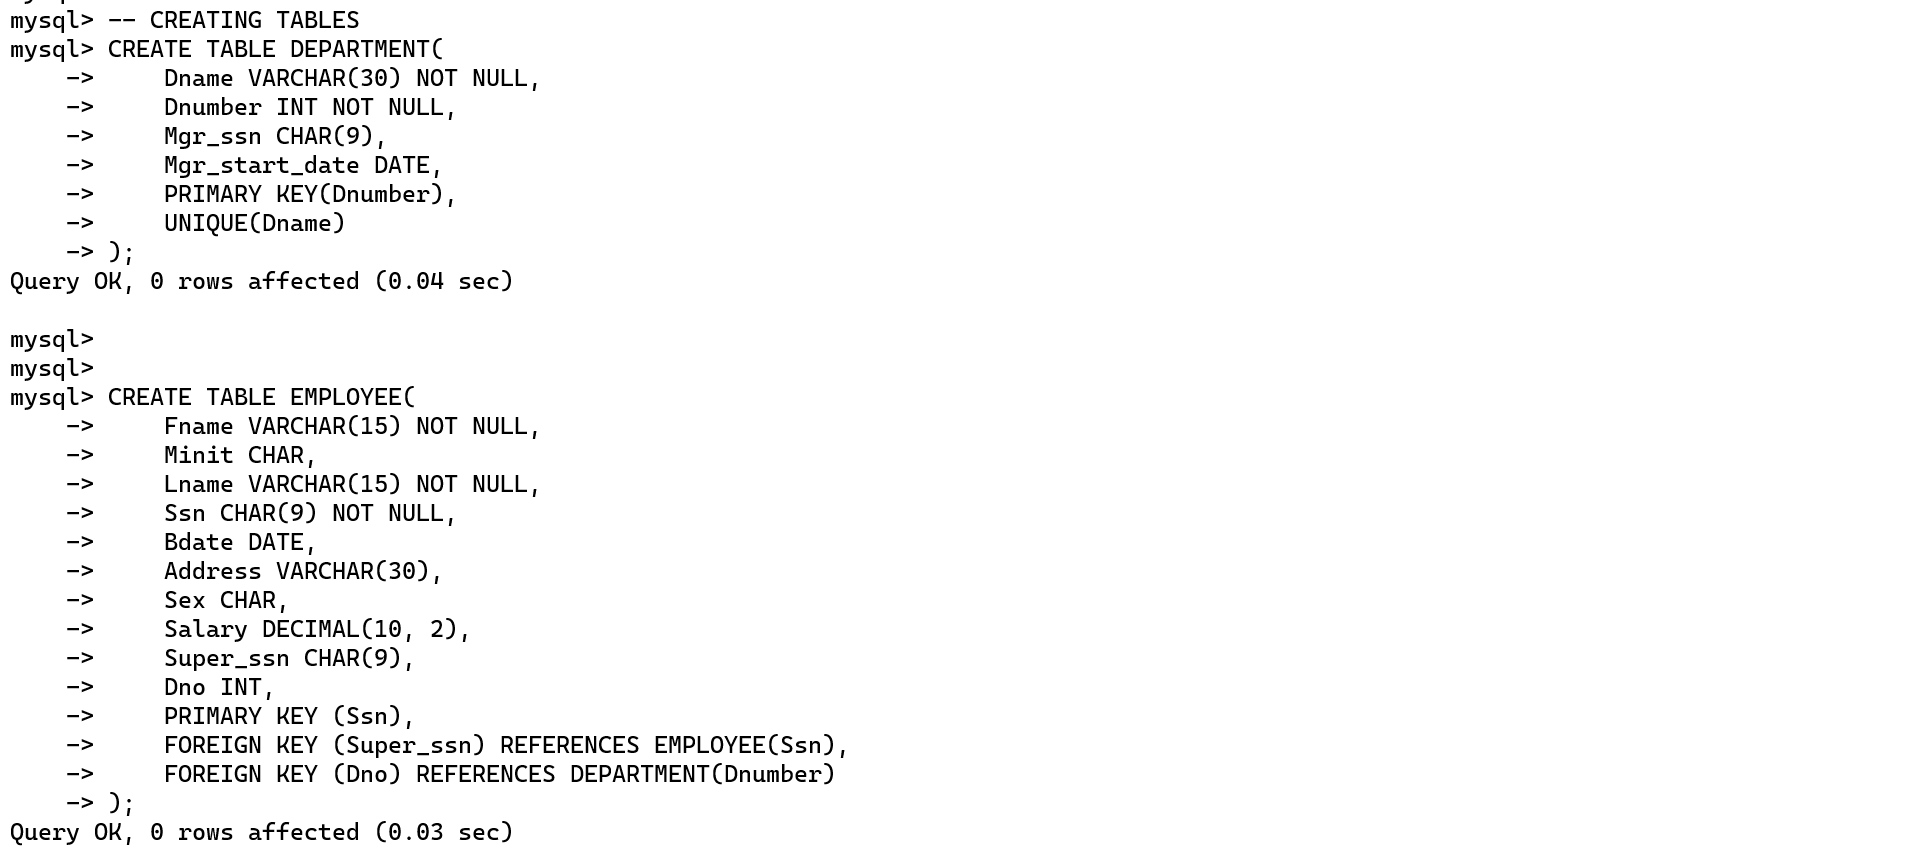 mysql> -- CREATING TABLES
mysql> CREATE TABLE DEPARTMENT(
    ->     Dname VARCHAR(30) NOT NULL,
    ->     Dnumber INT NOT NULL,
    ->     Mgr_ssn CHAR(9),
    ->     Mgr_start_date DATE,
    ->     PRIMARY KEY(Dnumber),
    ->     UNIQUE(Dname)
    -> );
Query OK, 0 rows affected (0.04 sec)

mysql>
mysql>
mysql> CREATE TABLE EMPLOYEE(
    ->     Fname VARCHAR(15) NOT NULL,
    ->     Minit CHAR,
    ->     Lname VARCHAR(15) NOT NULL,
    ->     Ssn CHAR(9) NOT NULL,
    ->     Bdate DATE,
    ->     Address VARCHAR(30),
    ->     Sex CHAR,
    ->     Salary DECIMAL(10, 2),
    ->     Super_ssn CHAR(9),
    ->     Dno INT,
    ->     PRIMARY KEY (Ssn),
    ->     FOREIGN KEY (Super_ssn) REFERENCES EMPLOYEE(Ssn),
    ->     FOREIGN KEY (Dno) REFERENCES DEPARTMENT(Dnumber)
    -> );
Query OK, 0 rows affected (0.03 sec)